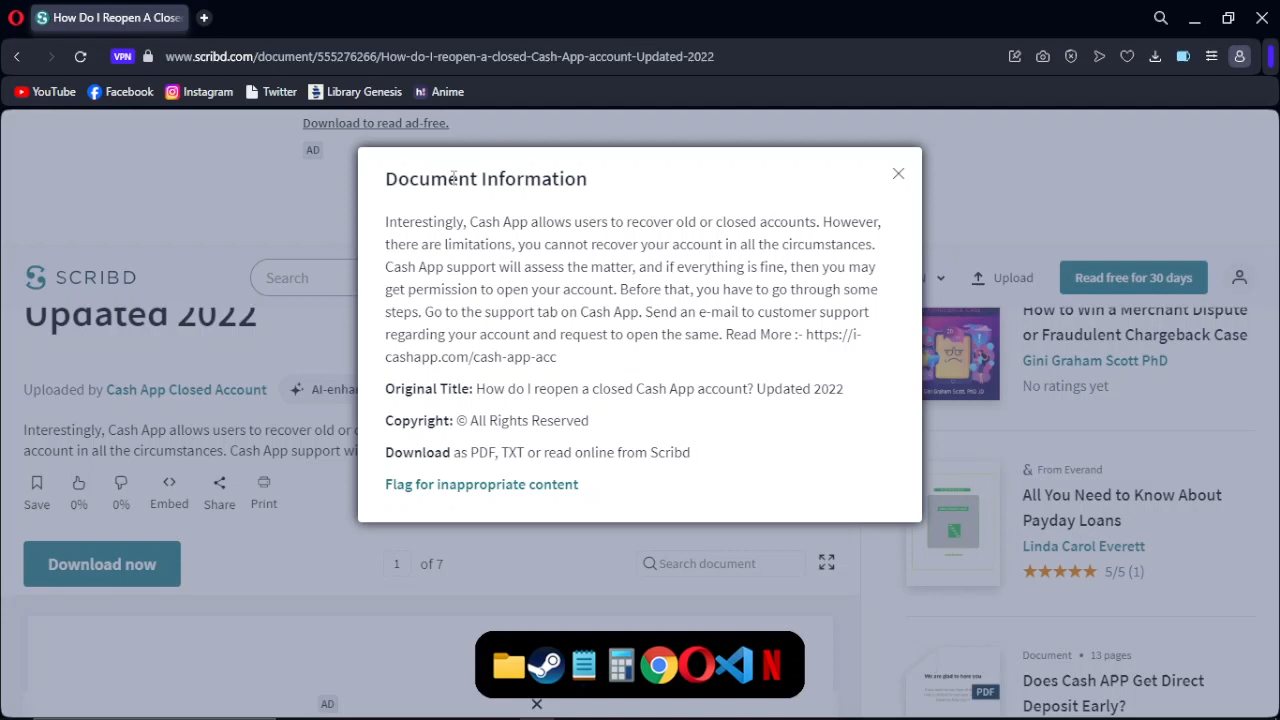 How Do I Reopen A Close
VPN
www.scribd.com/document/555276266/How-do-I-reopen-a-closed-Cash-App-account-Updated-2022
YouTube
Facebook
Instagram
Twitter
Library Genesis
h! Anime
Download to read ad-free.
AD
Document Information
Interestingly, Cash App allows users to recover old or closed accounts. However,
there are limitations, you cannot recover your account in all the circumstances.
Cash App support will assess the matter, and if everything is fine, then you may
get permission to open your account. Before that, you have to go through some
steps. Go to the support tab on Cash App. Send an e-mail to customer support
regarding your account and request to open the same. Read More :- https://i-
cashapp.com/cash-app-acc
Original Title: How do I reopen a closed Cash App account? Updated 2022
Copyright: © All Rights Reserved
Download as PDF, TXT or read online from Scribd
Flag for inappropriate content
SCRIBD
Search
Upload
Read free for 30 days
Updated 2022
Uploaded by Cash App Closed Account
AI-enhan
Interestingly, Cash App allows users to recover old or c
account in all the circumstances. Cash App support wi
Save
0%
0%
Embed
Share
Print
Download now
1 of 7
Search document
AD
How to Win a Merchant Dispute
or Fraudulent Chargeback Case
Gini Graham Scott PhD
No ratings yet
& From Everand
All You Need to Know About
Payday Loans
Linda Carol Everett
5/5 (1)
Document • 13 pages
Does Cash APP Get Direct
Deposit Early?
We are glad to have you
PDF
N